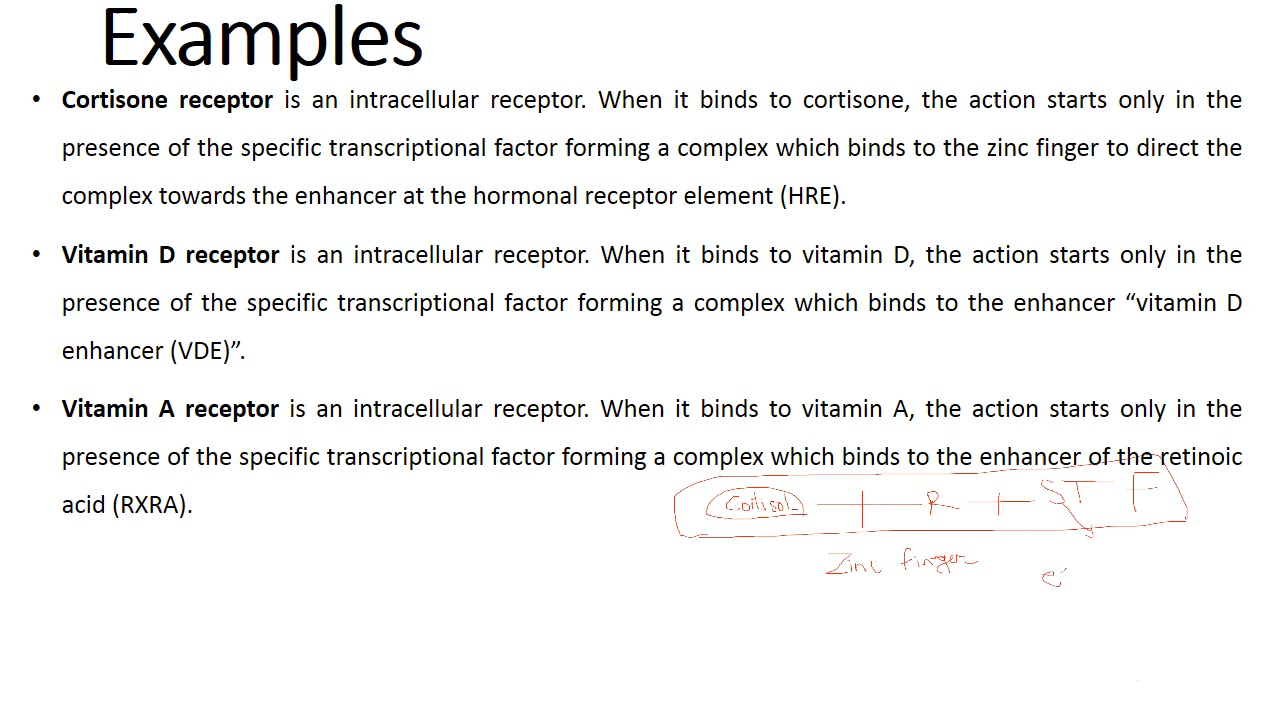 Examples
• Cortisone receptor is an intracellular receptor. When it binds to cortisone, the action starts only in the
presence of the specific transcriptional factor forming a complex which binds to the zinc finger to direct the
complex towards the enhancer at the hormonal receptor element (HRE).
• Vitamin D receptor is an intracellular receptor. When it binds to vitamin D, the action starts only in the
presence of the specific transcriptional factor forming a complex which binds to the enhancer “vitamin D
enhancer (VDE)”.
• Vitamin A receptor is an intracellular receptor. When it binds to vitamin A, the action starts only in the
presence of the specific transcriptional factor forming a complex which binds to the enhancer of the retinoic
acid (RXRA).
Cortisol + R + STF
Zinc finger